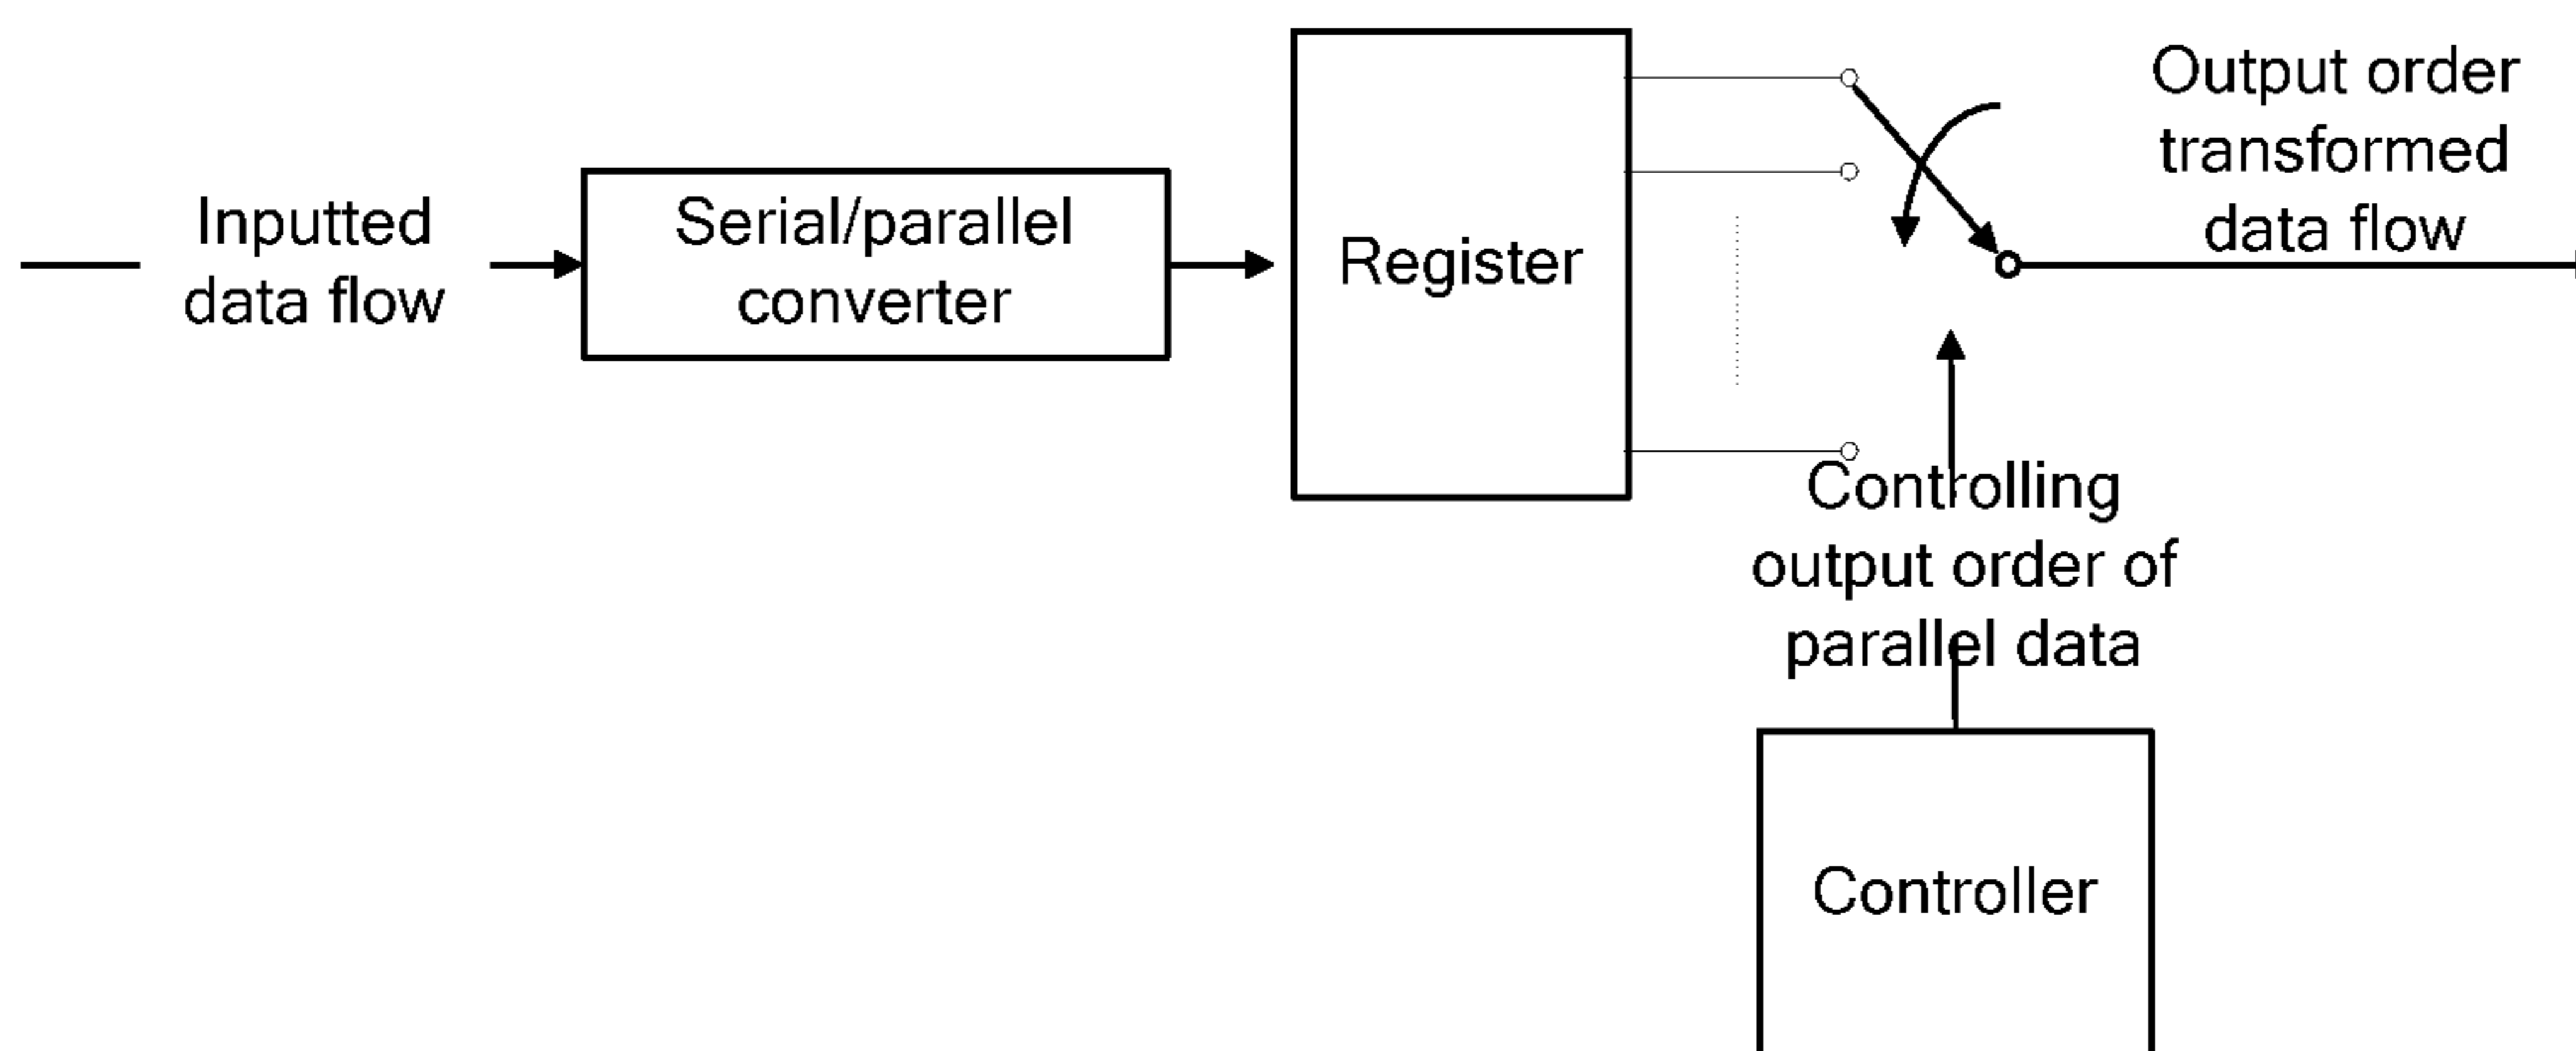 Inputted
data flow
Serial/parallel
converter
Register
Output order
transformed
data flow
Controlling
output order of
parallel data
Controller